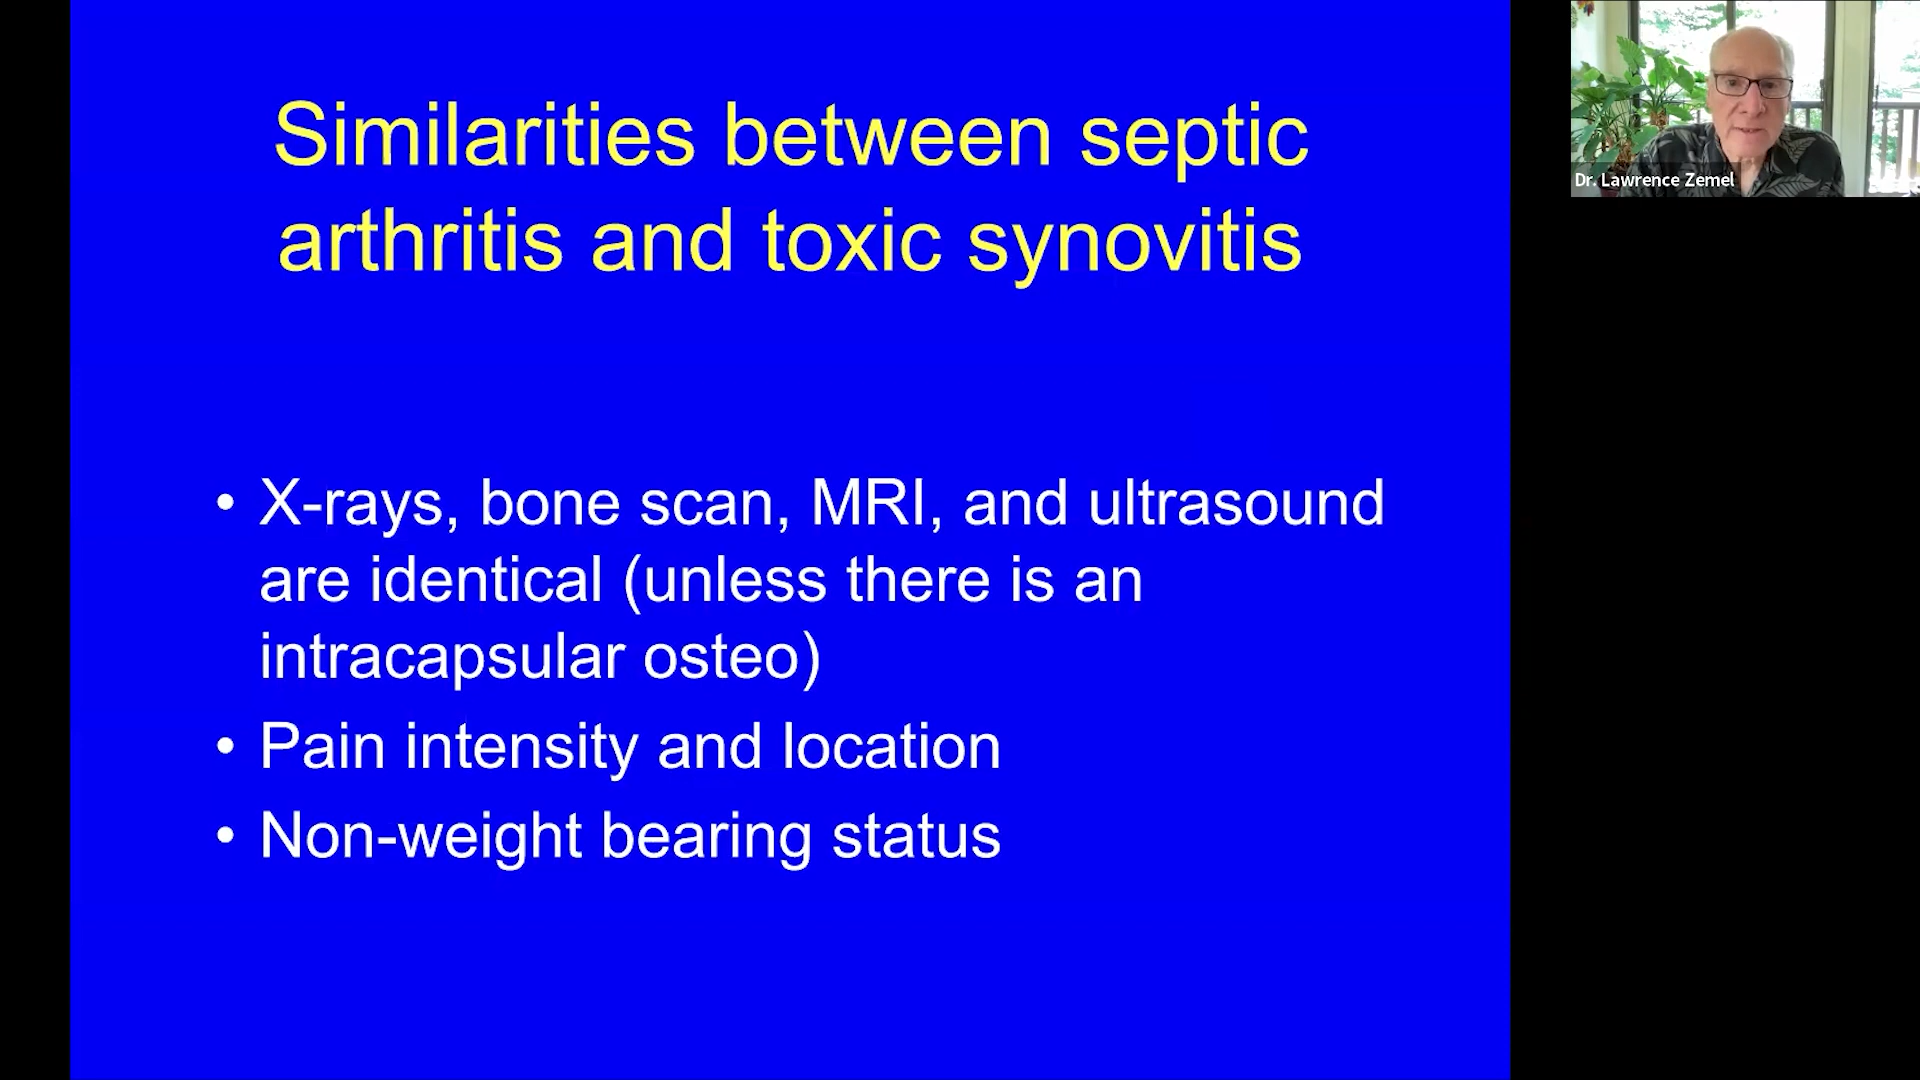 Similarities between septic
arthritis and toxic synovitis
• X-rays, bone scan, MRI, and ultrasound
are identical (unless there is an
intracapsular osteo)
• Pain intensity and location
• Non-weight bearing status
Dr. Lawrence Zemel